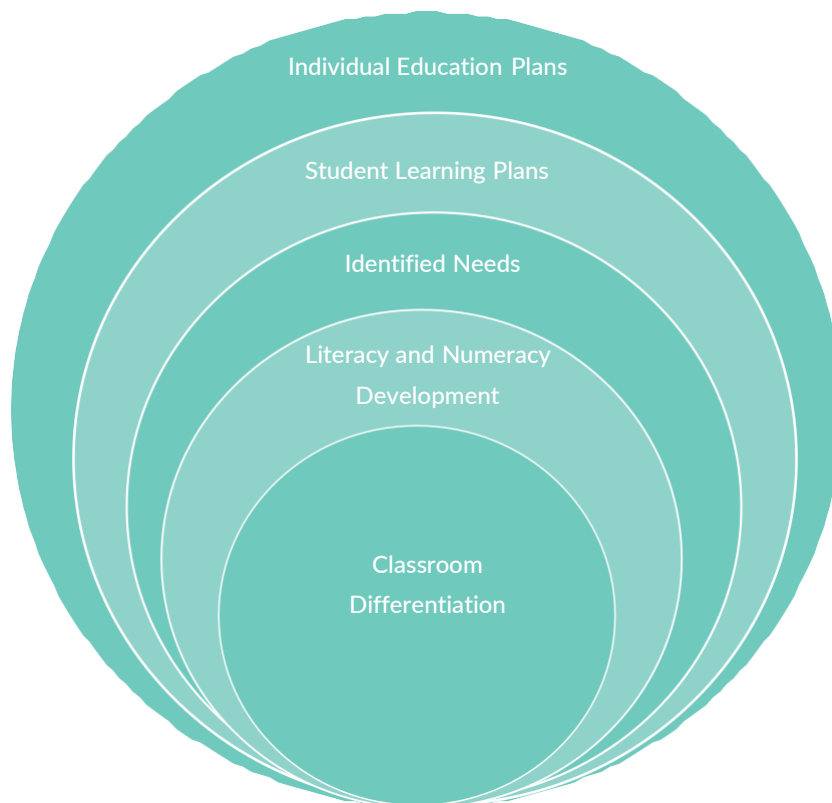 Individual Education Plans
Student Learning Plans
Identified Needs
Literacy and Numeracy
Development
Classroom
Differentiation